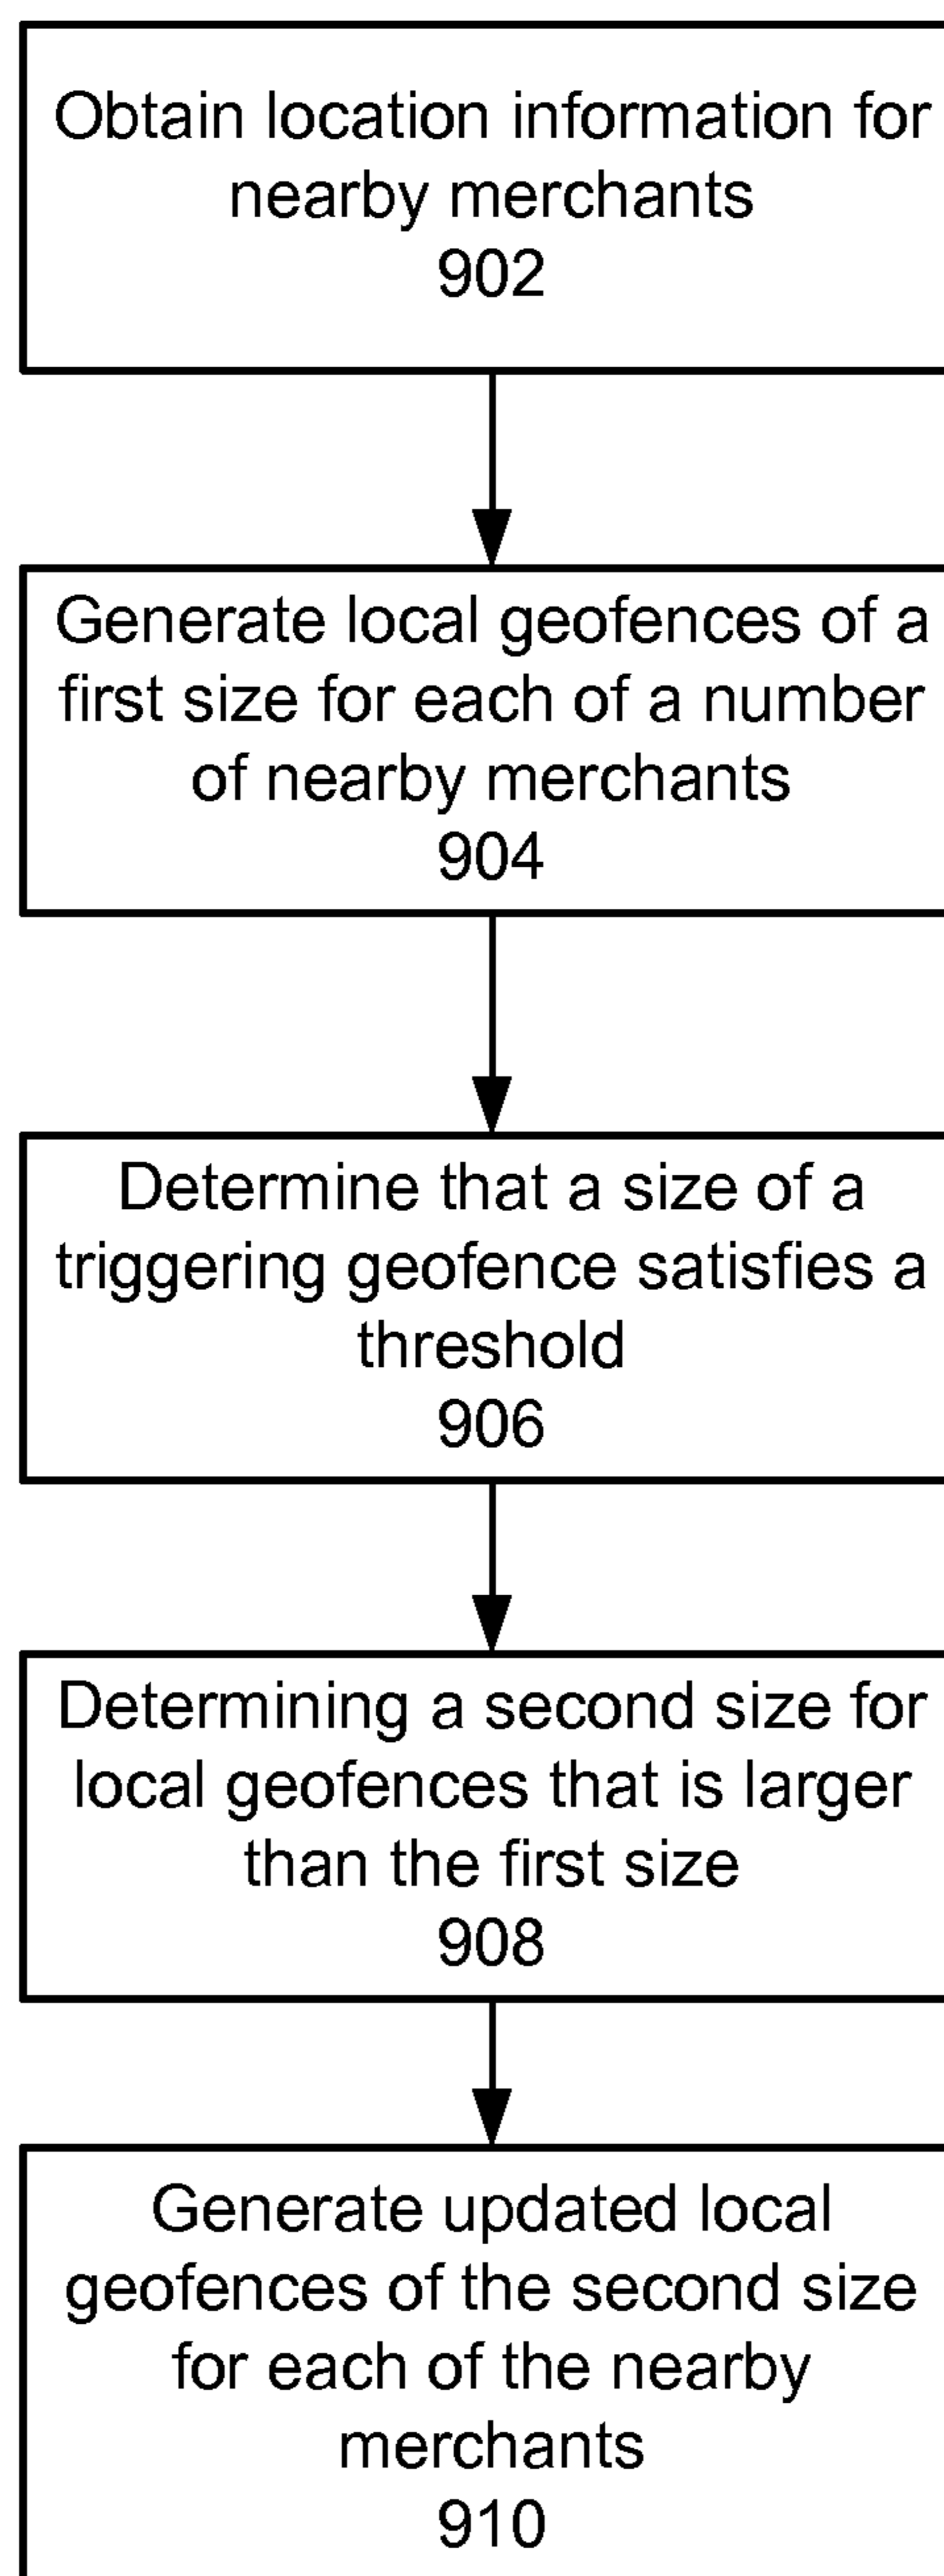 Obtain location information for
nearby merchants
902
Generate local geofences of a
first size for each of a number
of nearby merchants
904
Determine that a size of a
triggering geofence satisfies a
threshold
906
Determining a second size for
local geofences that is larger
than the first size
908
Generate updated local
geofences of the second size
for each of the nearby
merchants
910